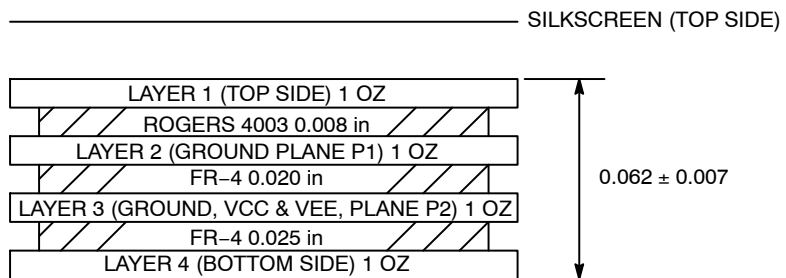 SILKSCREEN (TOP SIDE)
LAYER 1 (TOP SIDE) 1 OZ
ROGERS 4003 0.008 in
LAYER 2 (GROUND PLANE P1) 1 OZ
FR−4 0.020 in
0.062 ± 0.007
LAYER 3 (GROUND, VCC & VEE, PLANE P2) 1 OZ
FR−4 0.025 in
LAYER 4 (BOTTOM SIDE) 1 OZ